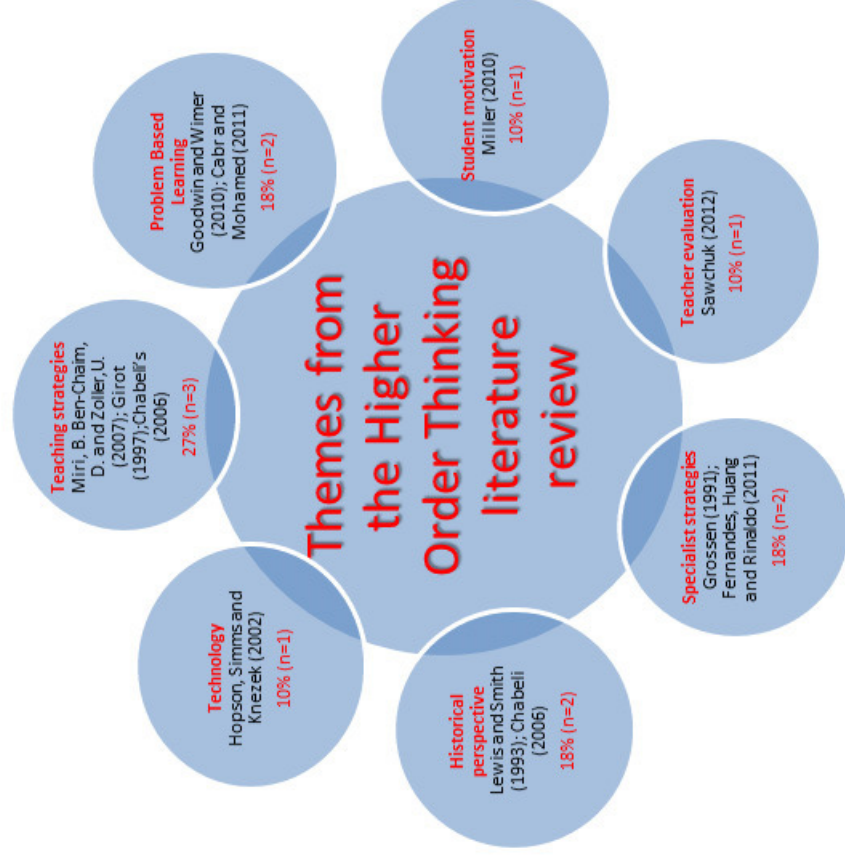 Themes from
the Higher
Order Thinking
literature
review
Teaching strategies
Miri, B. Ben-Chaim,
D. and Zoller,U.
(2007); Girot
(1997);Chabeli's
(2006)
27% (n=3)
Problem Based
Learning
Goodwin and Wimer
(2010); Cabr and
Mohamed (2011)
18% (n=2)
Student motivation
Miller (2010)
10% (n=1)
Teacher evaluation
Sawchuk (2012)
10% (n=1)
Specialist strategies
Grossen (1991);
Fernandes, Huang
and Rinaldo (2011)
18% (n=2)
Historical
perspective
Lewis and Smith
(1993); Chabeli
(2006)
18% (n=2)
Technology
Hopson, Simms and
Knezek (2002)
10% (n=1)